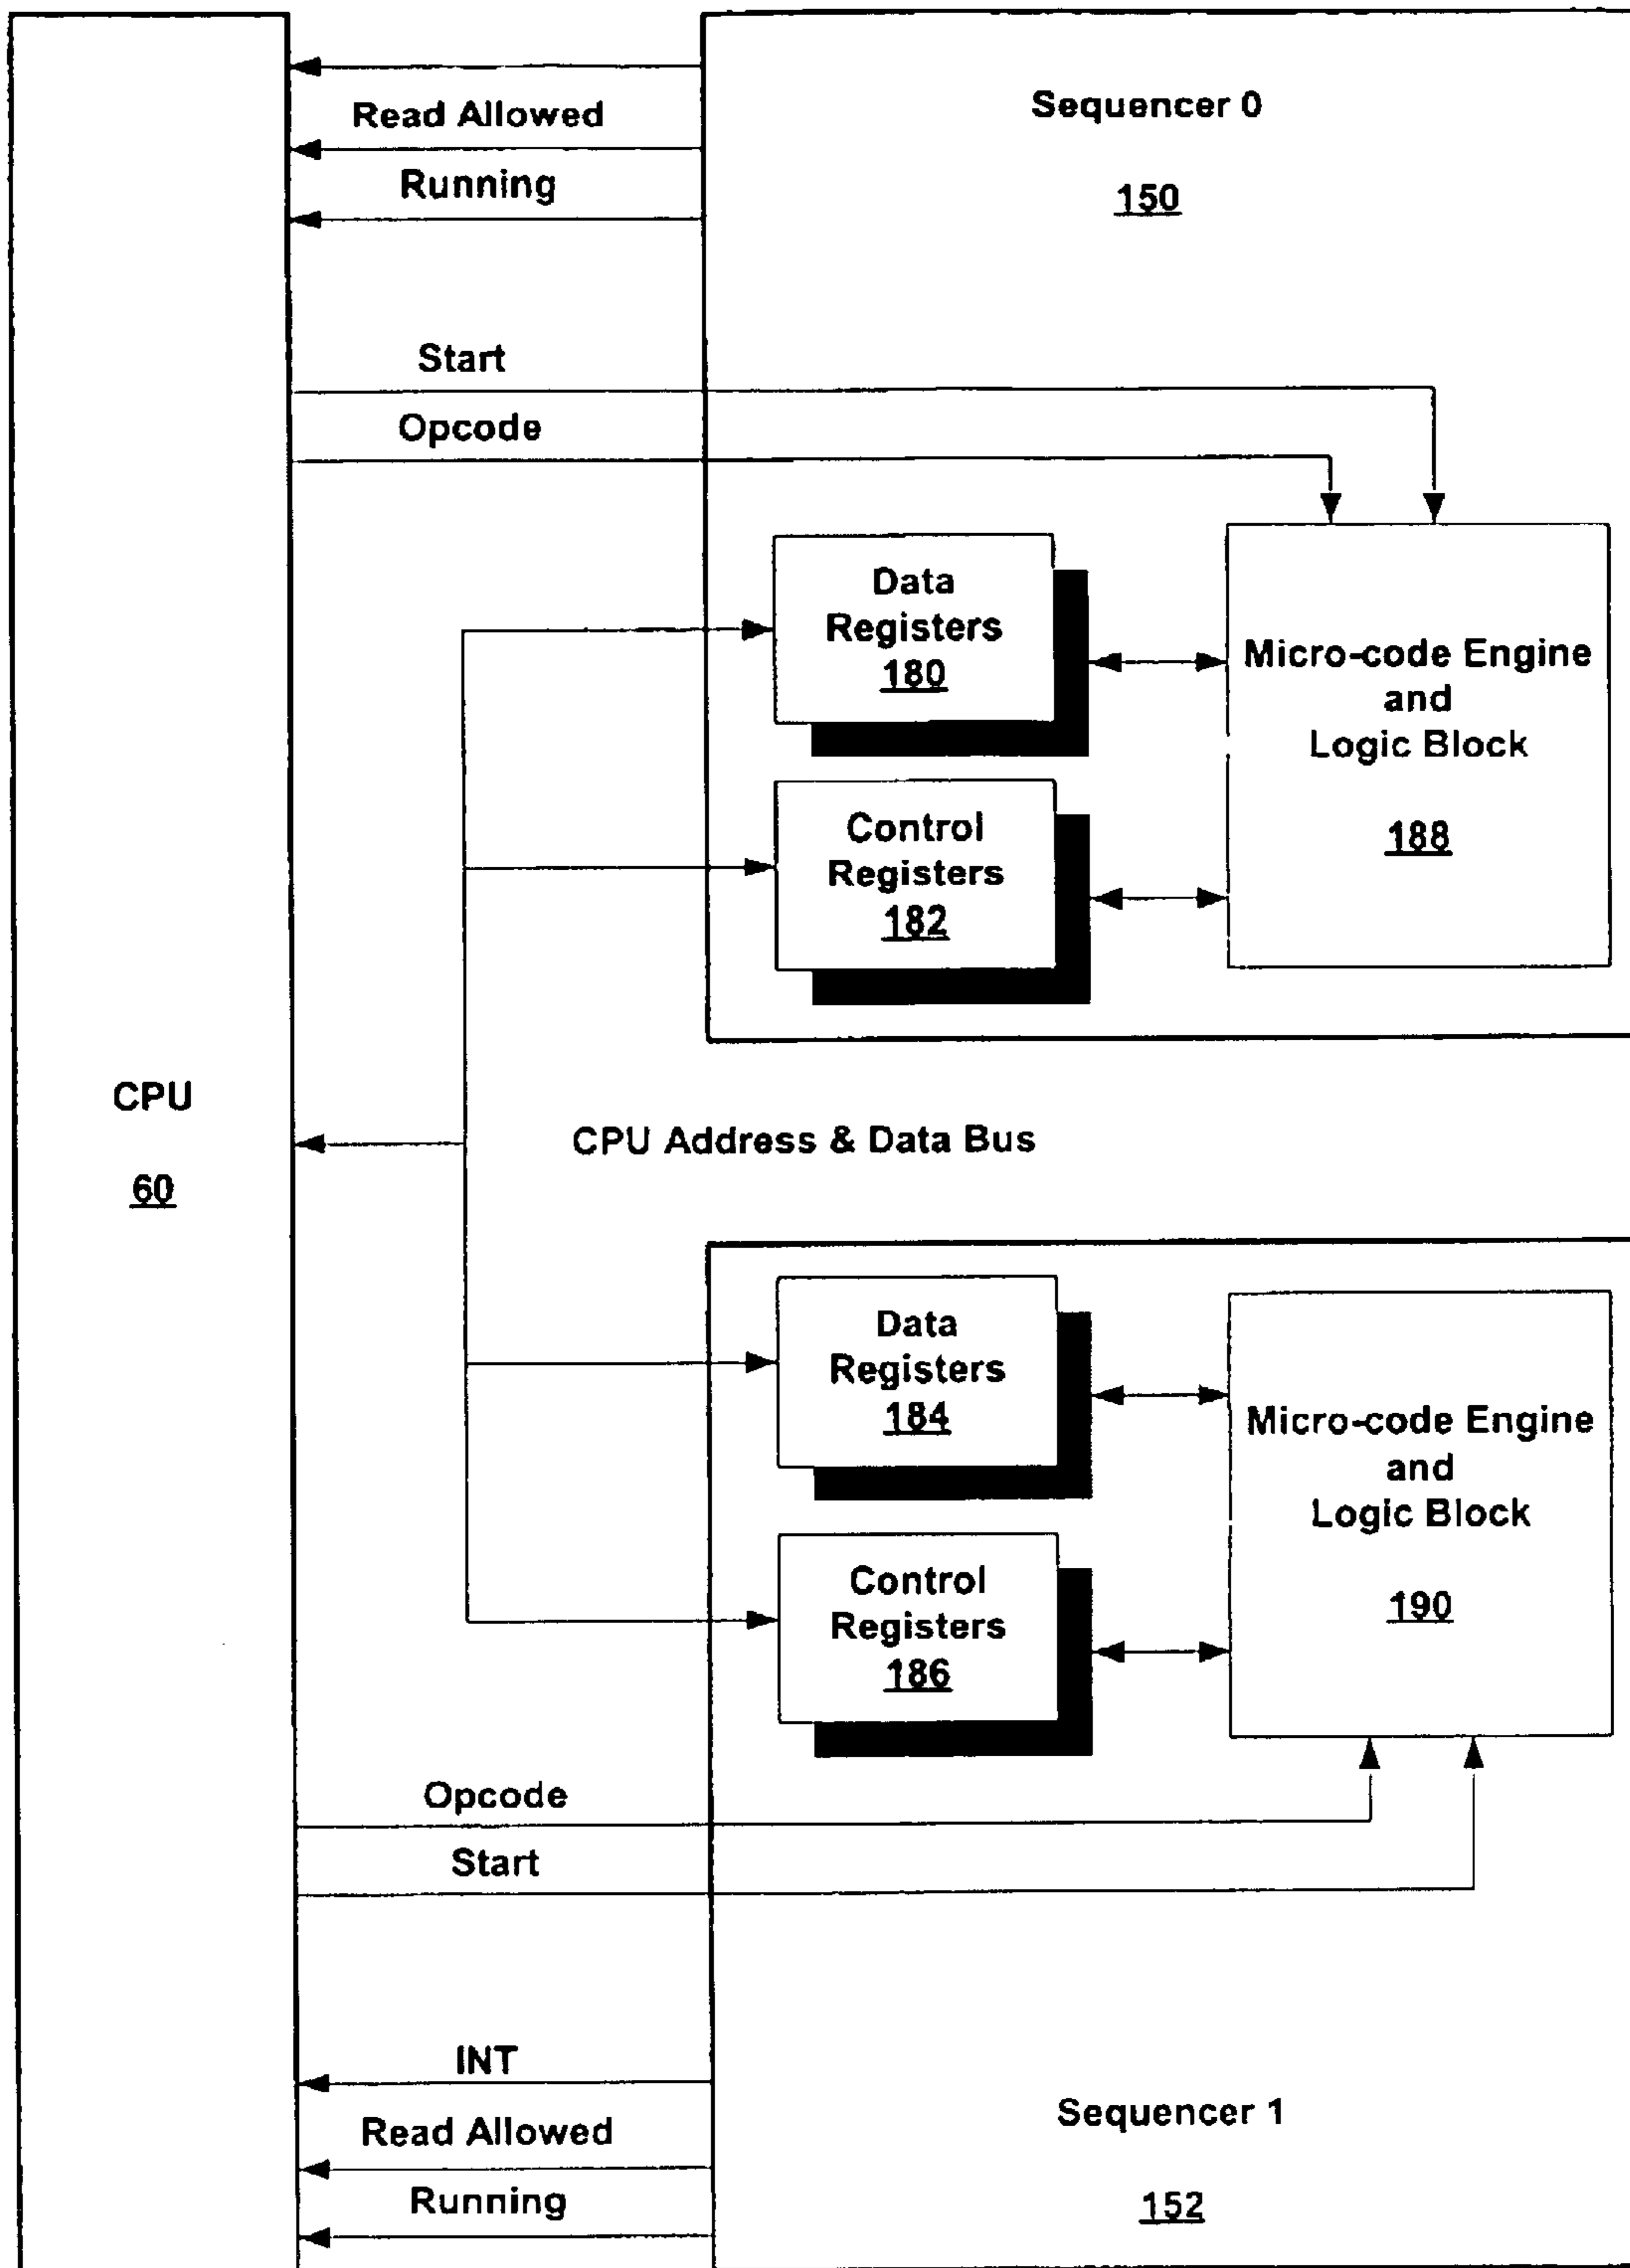 Read Allowed
Running
Sequencer 0
150
Start
Opcode
Data
Registers
180
Micro-code Engine
and
Logic Block
188
Control
Registers
182
CPU
60
CPU Address & Data Bus
Data
Registers
184
Micro-code Engine
and
Logic Block
190
Control
Registers
186
Opcode
Start
INT
Read Allowed
Running
Sequencer 1
152